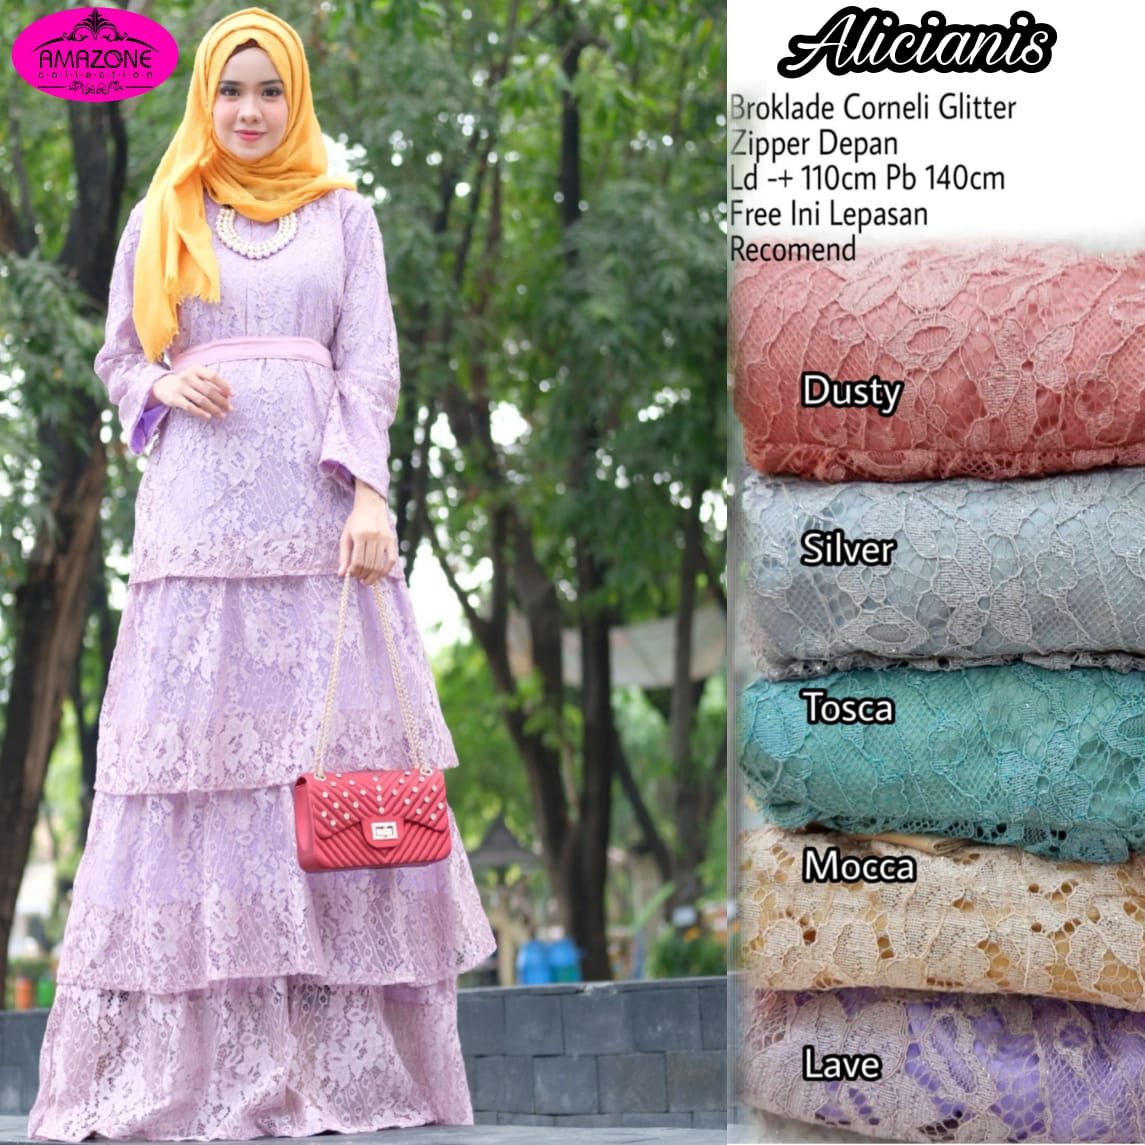 AMAZONE
collection
Alicianis
Broklade Corneli Glitter
Zipper Depan
Ld -+ 110cm Pb 140cm
Free Ini Lepasan
Recomend
Dusty
Silver
Tosca
Mocca
Lave